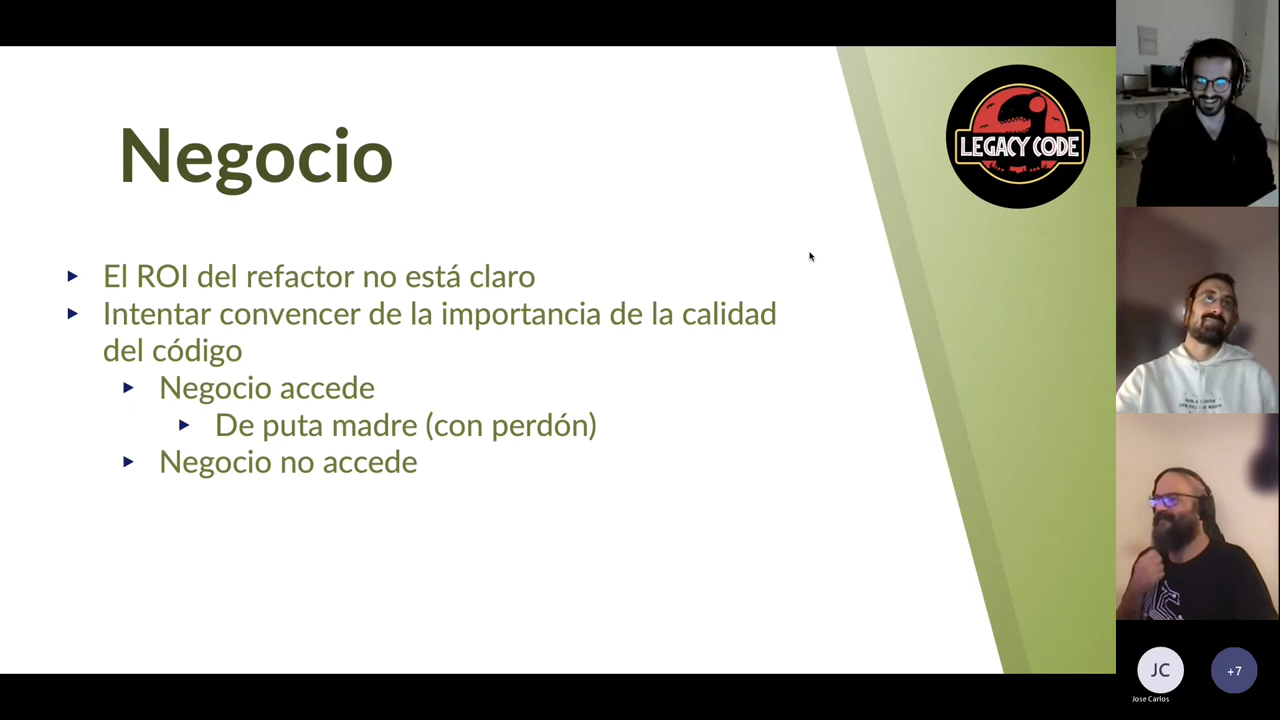 Negocio
LEGACY CODE
El ROI del refactor no está claro
Intentar convencer de la importancia de la calidad
del código
Negocio accede
De puta madre (con perdón)
Negocio no accede
JC
+7
Jose Carlos